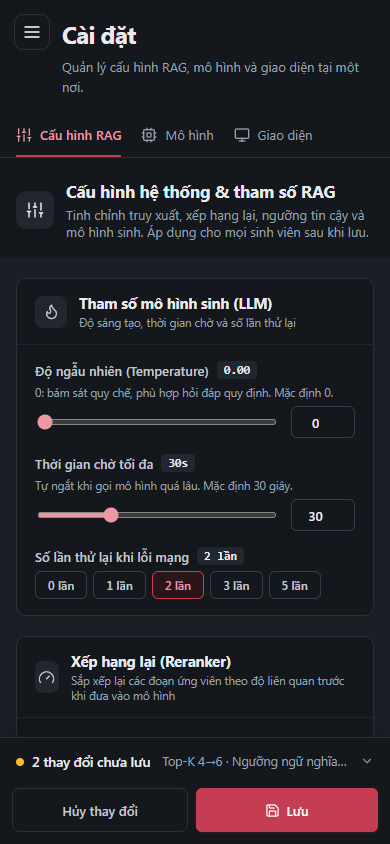 Cài đặt
Quản lý cấu hình RAG, mô hình và giao diện tại một
nơi.
Cấu hình RAG
Mô hình
Giao diện
Cấu hình hệ thống & tham số RAG
Tinh chỉnh truy xuất, xếp hạng lại, ngưỡng tin cậy và
mô hình sinh. Áp dụng cho mọi sinh viên sau khi lưu.
Tham số mô hình sinh (LLM)
Độ sáng tạo, thời gian chờ và số lần thử lại
Độ ngẫu nhiên (Temperature) 0.00
0: bám sát quy chế, phù hợp hỏi đáp quy định. Mặc định 0.
0
Thời gian chờ tối đa 30s
Tự ngắt khi gọi mô hình quá lâu. Mặc định 30 giây.
30
Số lần thử lại khi lỗi mạng 2 lần
0 lần
1 lần
2 lần
3 lần
5 lần
Xếp hạng lại (Reranker)
Sắp xếp lại các đoạn ứng viên theo độ liên quan trước
khi đưa vào mô hình
2 thay đổi chưa lưu Top-K 4→6 · Ngưỡng ngữ nghĩa...
Hủy thay đổi
Lưu